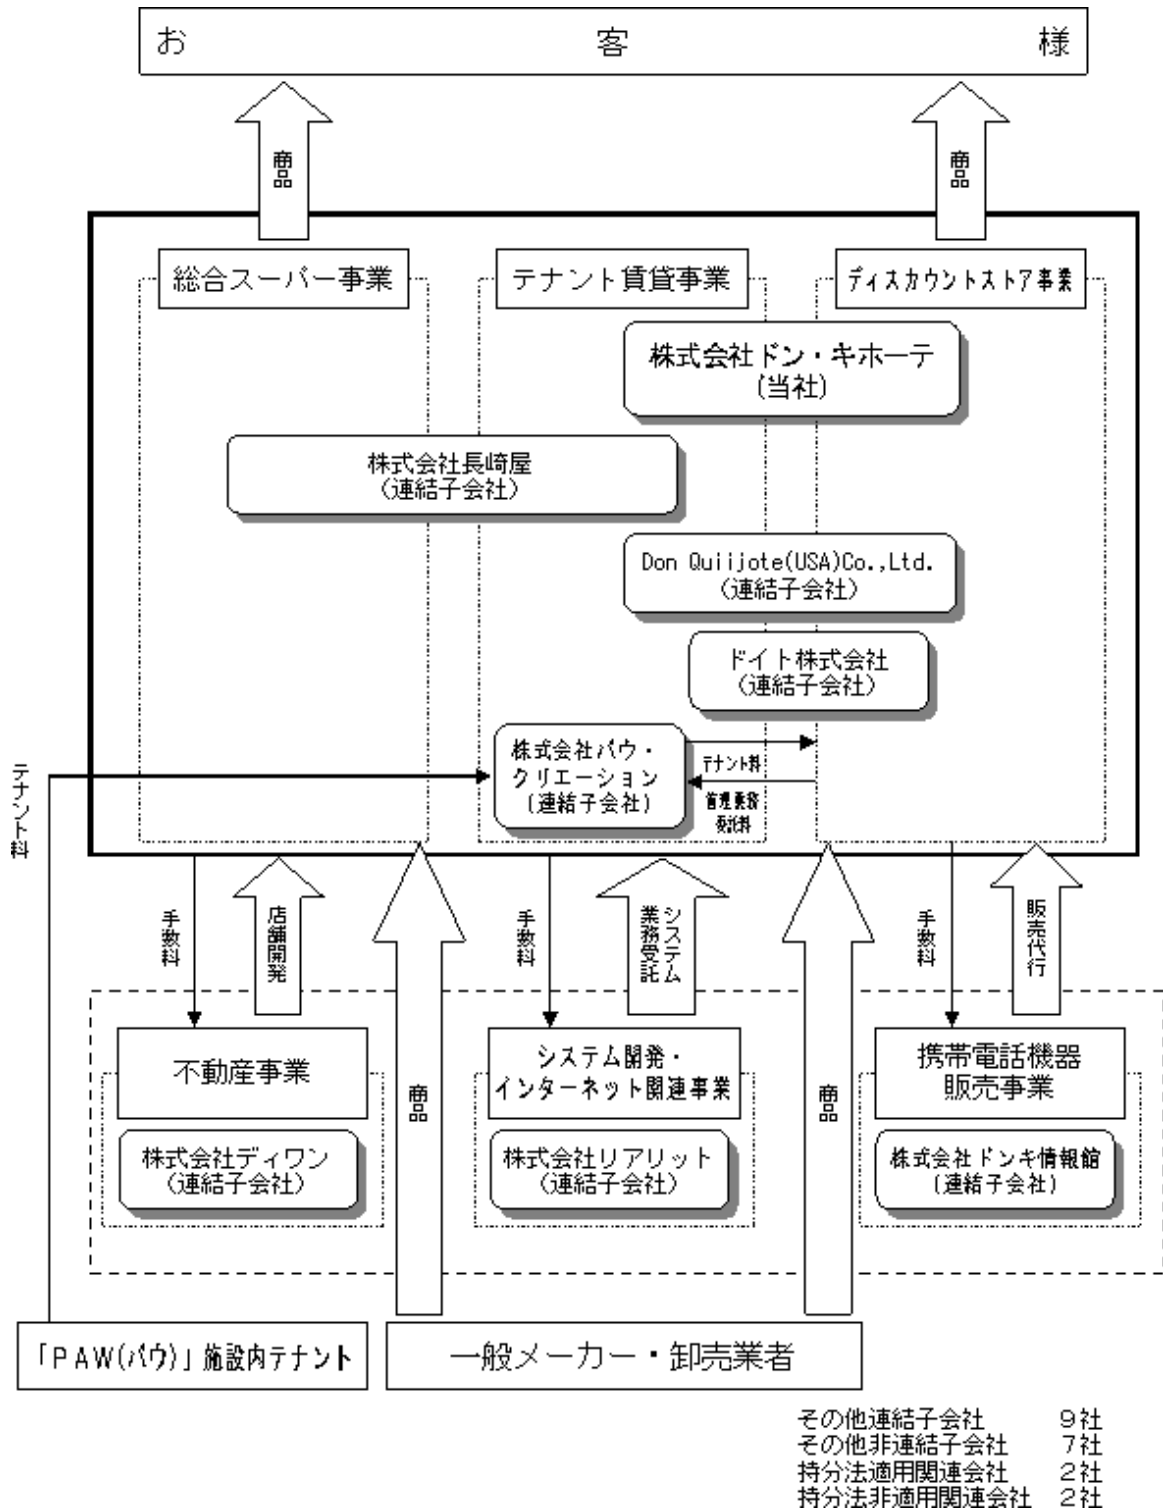 お 客 様
商品
商品
総合スーパー事業
テナント賃貸事業
ディスカウントストア事業
株式会社ドン・キホーテ
(当社)
株式会社長崎屋
(連結子会社)
Don Quiijote(USA)Co.,Ltd.
(連結子会社)
ドイト株式会社
(連結子会社)
株式会社パウ・
クリエーション
(連結子会社)
テナント料
管理業務
委託料
テナント料
手数料
店舗開発
手数料
システム
業務受託
手数料
販売代行
不動産事業
株式会社ディワン
(連結子会社)
商品
システム開発・
インターネット関連事業
株式会社リアリット
(連結子会社)
商品
携帯電話機器
販売事業
株式会社ドンキ情報館
(連結子会社)
「PAW(パウ)」施設内テナント
一般メーカー・卸売業者
その他連結子会社 9社
その他非連結子会社 7社
持分法適用関連会社 2社
持分法非適用関連会社 2社